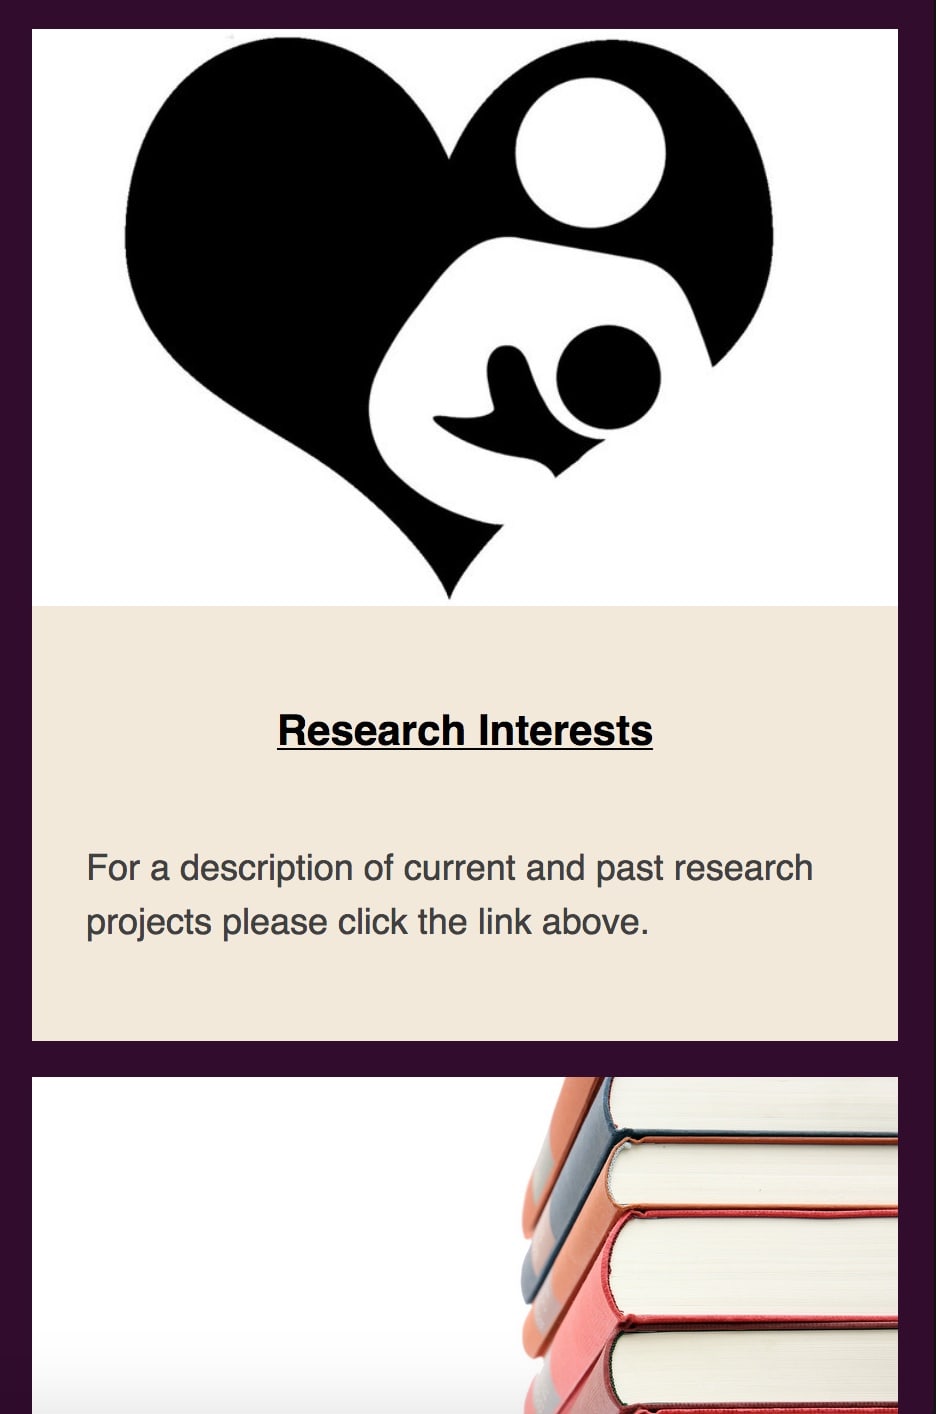 Research Interests
For a description of current and past research
projects please click the link above.